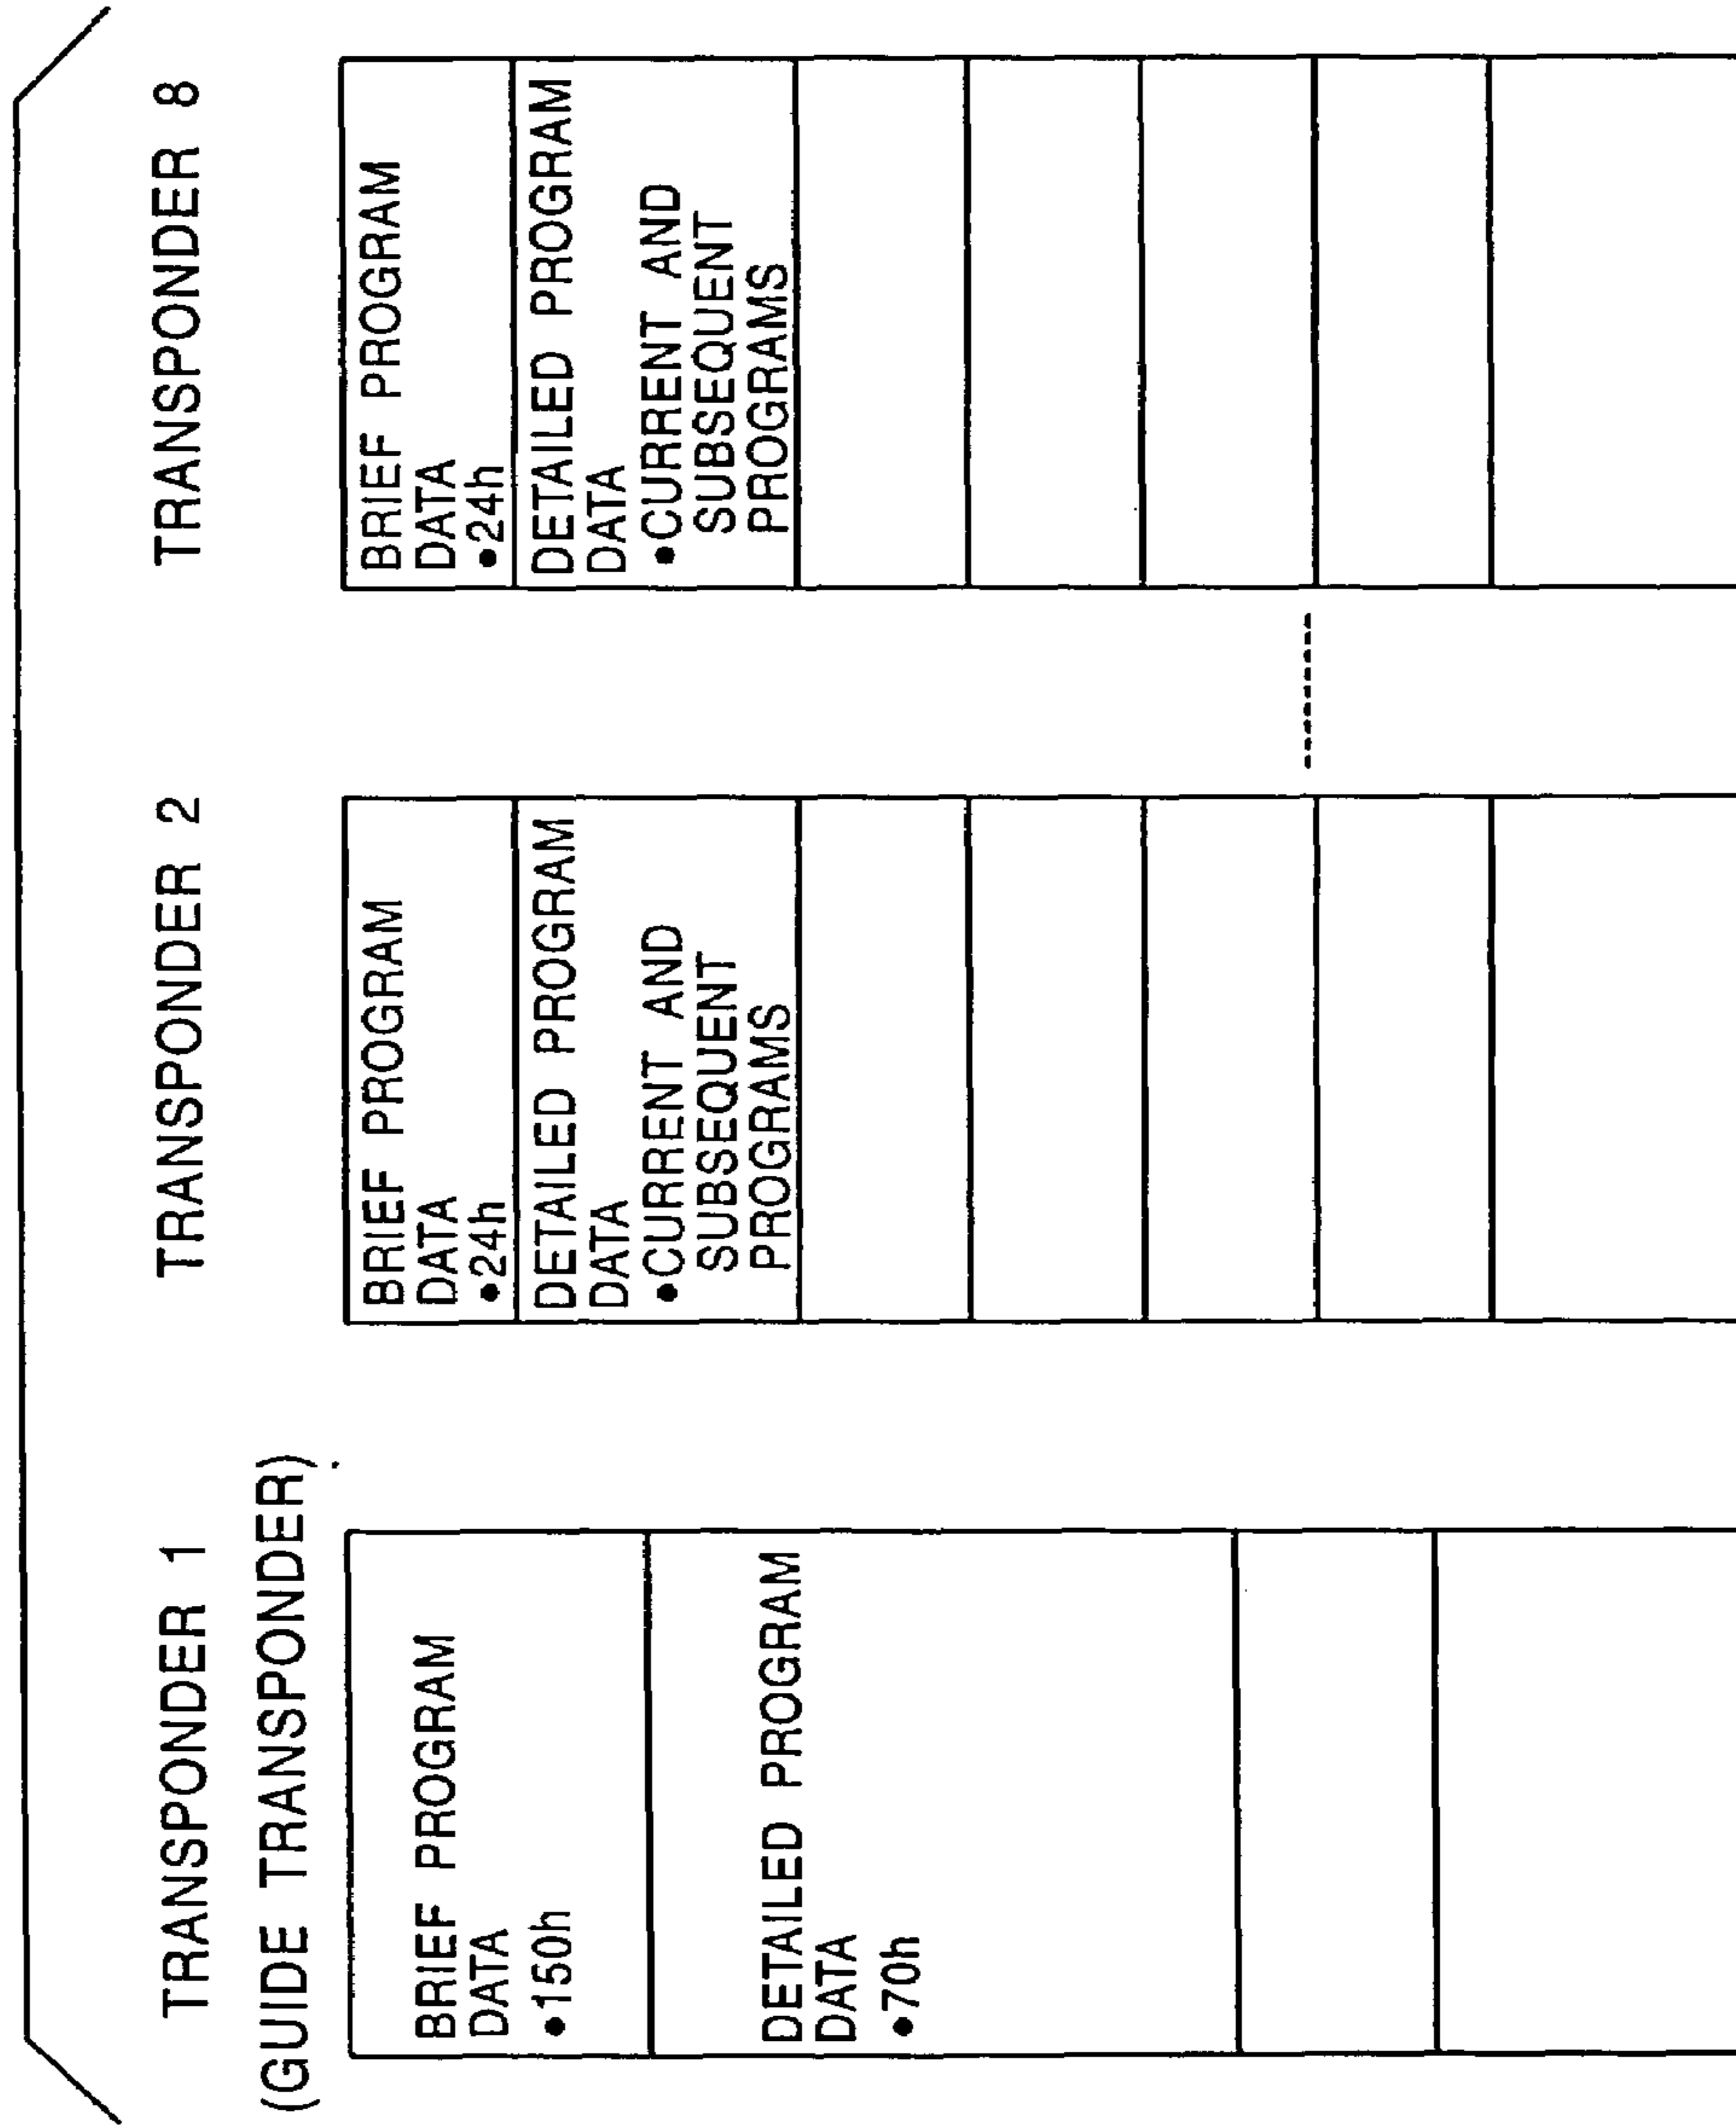 TRANSPONDER 1
(GUIDE TRANSPONDER)
BRIEF PROGRAM
DATA
•150h
DETAILED PROGRAM
DATA
•70h
TRANSPONDER 2
BRIEF PROGRAM
DATA
•24h
DETAILED PROGRAM
DATA
•CURRENT AND
SUBSEQUENT
PROGRAMS
TRANSPONDER 8
BRIEF PROGRAM
DATA
•24h
DETAILED PROGRAM
DATA
•CURRENT AND
SUBSEQUENT
PROGRAMS